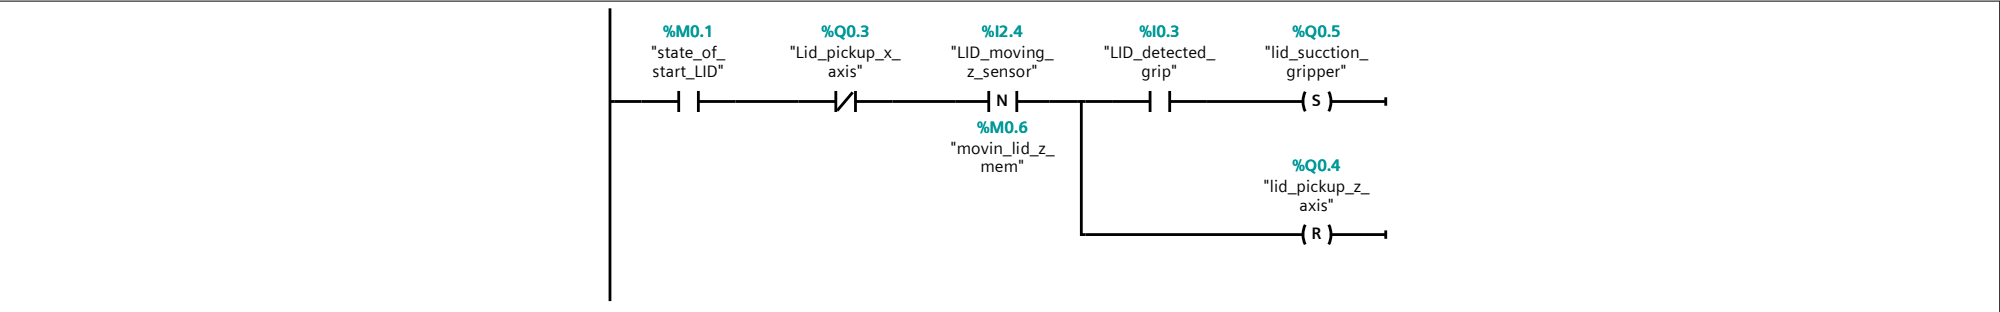 %M0.1
"state_of_
start_LID"
%Q0.3
"Lid_pickup_x_
axis"
%I2.4
"LID_moving_
z_sensor"
N
%M0.6
"movin_lid_z_
mem"
%I0.3
"LID_detected_
grip"
%Q0.5
"lid_sucction_
gripper"
S
%Q0.4
"lid_pickup_z_
axis"
R